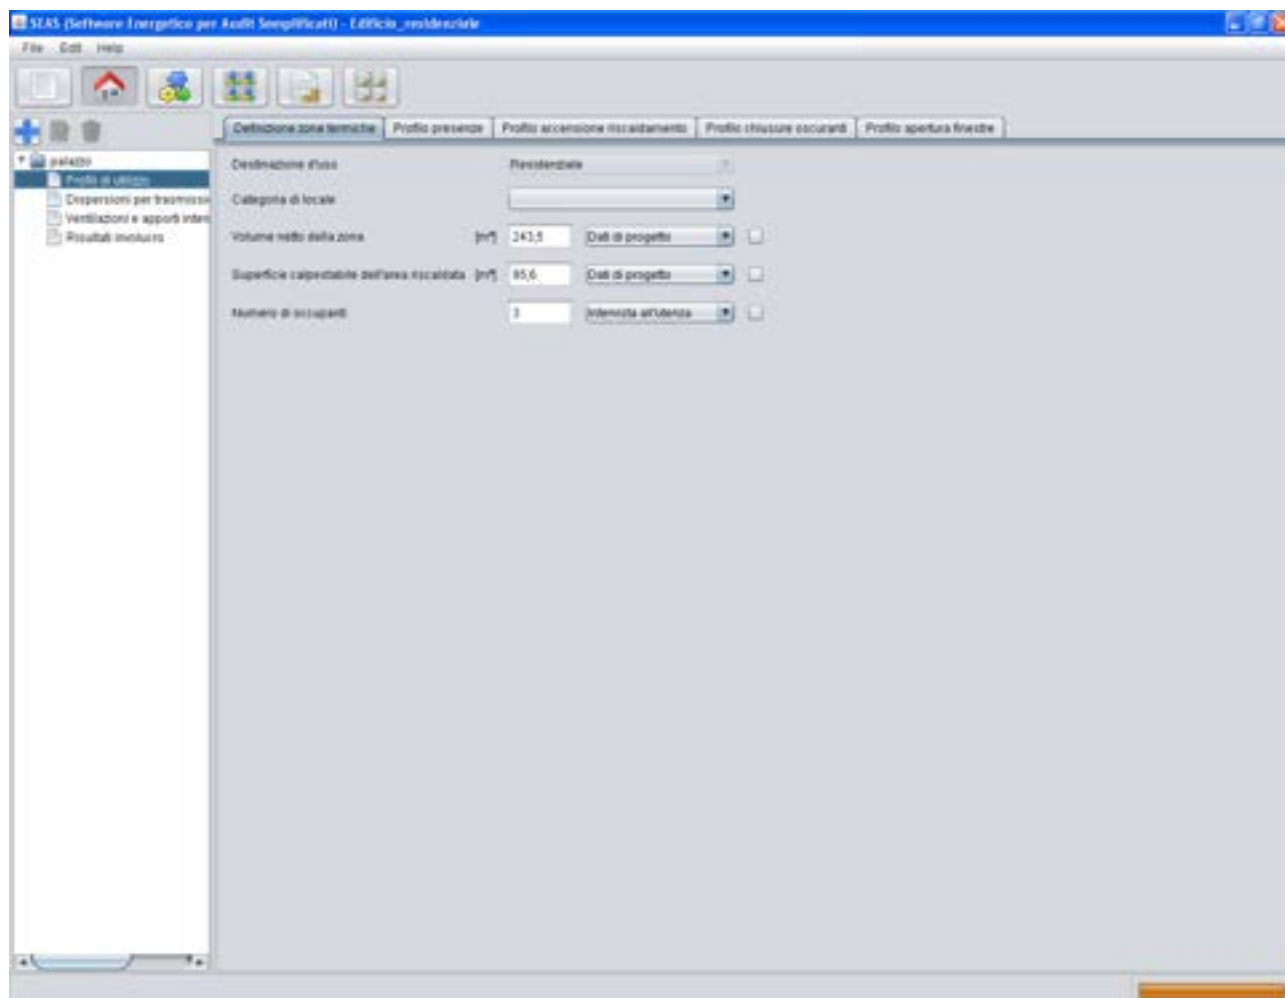 SEAS (Software Energetico per Audit Semplificati) - Edificio_residenziale
File Edit Help
Definizione zone termiche Profilo presenze Profilo accensione riscaldamento Profilo chiusure oscuranti Profilo apertura finestre
palazzo
Profili di utilizzo
Dispersioni per trasmissi
Ventilazioni e apporti intern
Risultati involucro
Destinazione d'uso Residenziale
Categoria di locale
Volume netto della zona [m³] 243,5 Dati di progetto
Superficie calpestabile dell'area riscaldata [m²] 85,6 Dati di progetto
Numero di occupanti 3 Intervista all'utenza